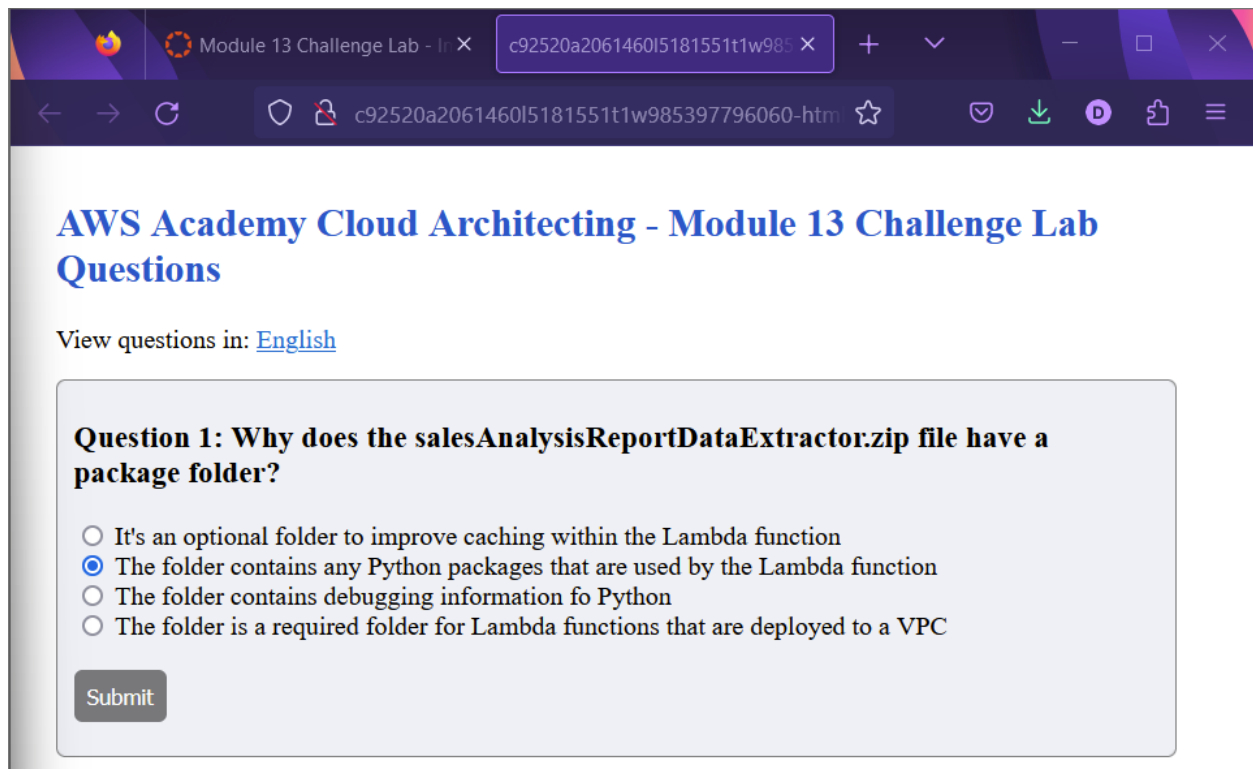 Module 13 Challenge Lab - In
c92520a2061460l5181551t1w985
c92520a2061460l5181551t1w985397796060-htm
D
AWS Academy Cloud Architecting - Module 13 Challenge Lab
Questions
View questions in: English
Question 1: Why does the salesAnalysisReportDataExtractor.zip file have a
package folder?
It's an optional folder to improve caching within the Lambda function
The folder contains any Python packages that are used by the Lambda function
The folder contains debugging information fo Python
The folder is a required folder for Lambda functions that are deployed to a VPC
Submit